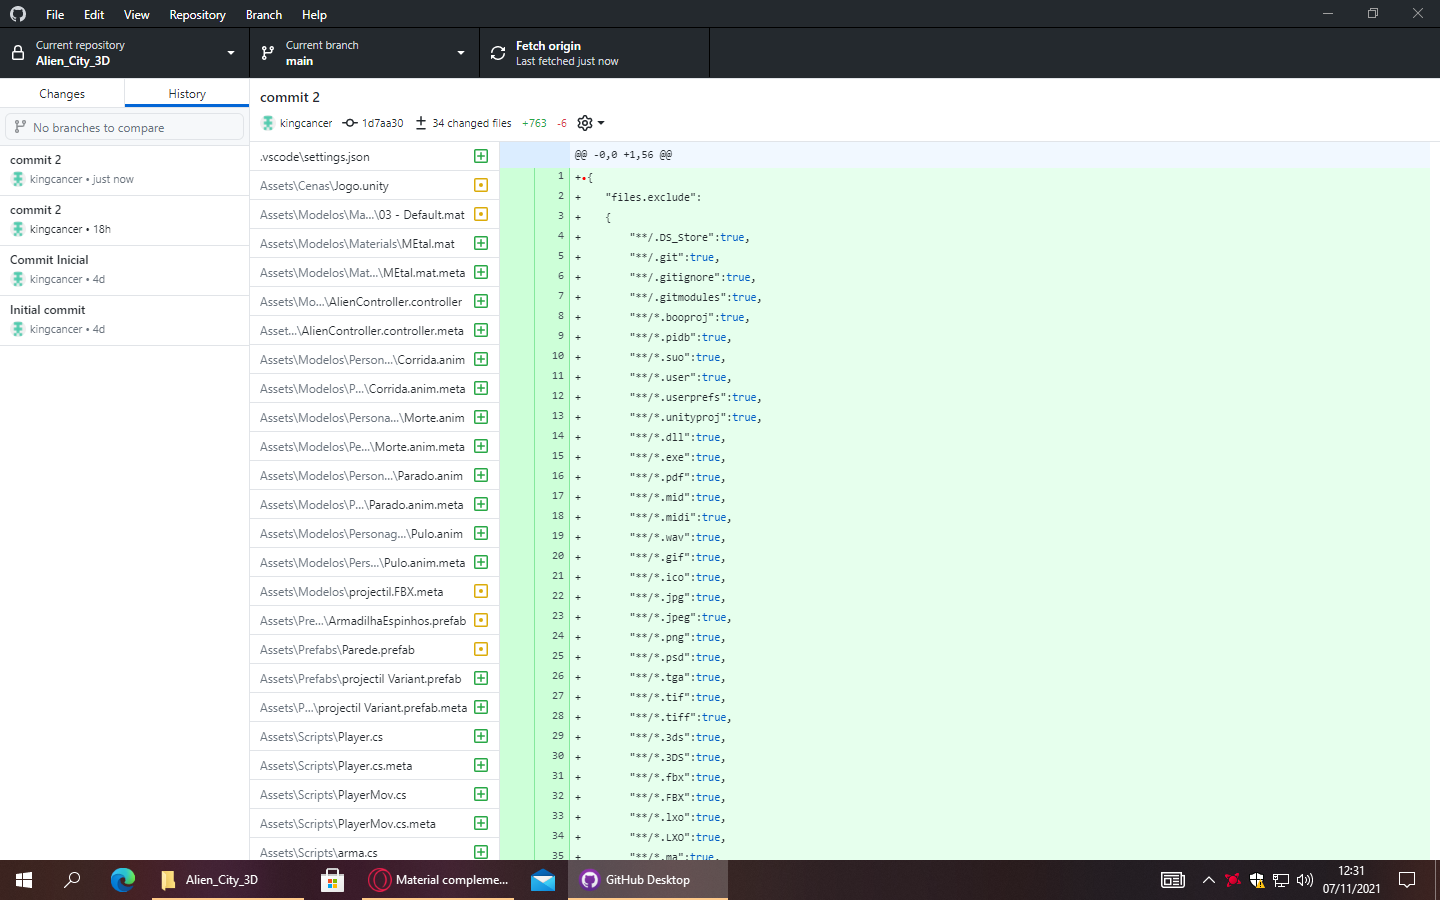 File Edit View Repository Branch Help
Current repository
Alien_City_3D
Current branch
main
Fetch origin
Last fetched just now
Changes
History
No branches to compare
commit 2
kingcancer • just now
commit 2
kingcancer • 18h
Commit Inicial
kingcancer • 4d
Initial commit
kingcancer • 4d
commit 2
kingcancer 1d7aa30 34 changed files +763 -6
.vscode\settings.json
Assets\Cenas\Jogo.unity
Assets\Modelos\Ma...\03 - Default.mat
Assets\Modelos\Materials\MEtal.mat
Assets\Modelos\Mat...\MEtal.mat.meta
Assets\Mo...\AlienController.controller
Asset...\AlienController.controller.meta
Assets\Modelos\Person...\Corrida.anim
Assets\Modelos\P...\Corrida.anim.meta
Assets\Modelos\Persona...\Morte.anim
Assets\Modelos\Pe...\Morte.anim.meta
Assets\Modelos\Person...\Parado.anim
Assets\Modelos\P...\Parado.anim.meta
Assets\Modelos\Personag...\Pulo.anim
Assets\Modelos\Pers...\Pulo.anim.meta
Assets\Modelos\projectil.FBX.meta
Assets\Pre...\ArmadilhaEspinhos.prefab
Assets\Prefabs\Parede.prefab
Assets\Prefabs\projectil Variant.prefab
Assets\P...\projectil Variant.prefab.meta
Assets\Scripts\Player.cs
Assets\Scripts\Player.cs.meta
Assets\Scripts\PlayerMov.cs
Assets\Scripts\PlayerMov.cs.meta
Assets\Scripts\arma.cs
@@ -0,0 +1,56 @@
1 +{
2 + "files.exclude":
3 + {
4 + "**/.DS_Store":true,
5 + "**/.git":true,
6 + "**/.gitignore":true,
7 + "**/.gitmodules":true,
8 + "**/*.booproj":true,
9 + "**/*.pidb":true,
10 + "**/*.suo":true,
11 + "**/*.user":true,
12 + "**/*.userprefs":true,
13 + "**/*.unityproj":true,
14 + "**/*.dll":true,
15 + "**/*.exe":true,
16 + "**/*.pdf":true,
17 + "**/*.mid":true,
18 + "**/*.midi":true,
19 + "**/*.wav":true,
20 + "**/*.gif":true,
21 + "**/*.ico":true,
22 + "**/*.jpg":true,
23 + "**/*.jpeg":true,
24 + "**/*.png":true,
25 + "**/*.psd":true,
26 + "**/*.tga":true,
27 + "**/*.tif":true,
28 + "**/*.tiff":true,
29 + "**/*.3ds":true,
30 + "**/*.3DS":true,
31 + "**/*.fbx":true,
32 + "**/*.FBX":true,
33 + "**/*.lxo":true,
34 + "**/*.LXO":true,
35 + "**/*.ma":true,
Alien_City_3D
Material compleme...
GitHub Desktop
12:31
07/11/2021